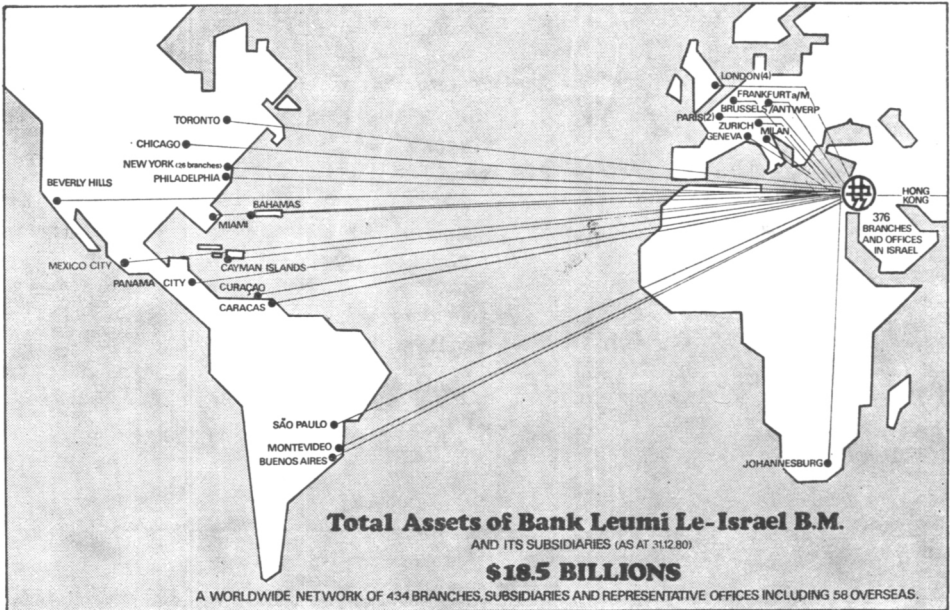 LONDON(4)
FRANKFURT a/M
BRUSSELS/ANTWERP
PARIS(2)
ZURICH
MILAN
GENEVA
TORONTO
CHICAGO
NEW YORK (26 branches)
PHILADELPHIA
BEVERLY HILLS
BAHAMAS
MIAMI
HONG
KONG
376
BRANCHES
AND OFFICES
IN ISRAEL
MEXICO CITY
CAYMAN ISLANDS
PANAMA CITY
CURAÇAO
CARACAS
SÃO PAULO
MONTEVIDEO
BUENOS AIRES
JOHANNESBURG
Total Assets of Bank Leumi Le-Israel B.M.
AND ITS SUBSIDIARIES (AS AT 31.12.80)
$18.5 BILLIONS
A WORLDWIDE NETWORK OF 434 BRANCHES, SUBSIDIARIES AND REPRESENTATIVE OFFICES INCLUDING 58 OVERSEAS.